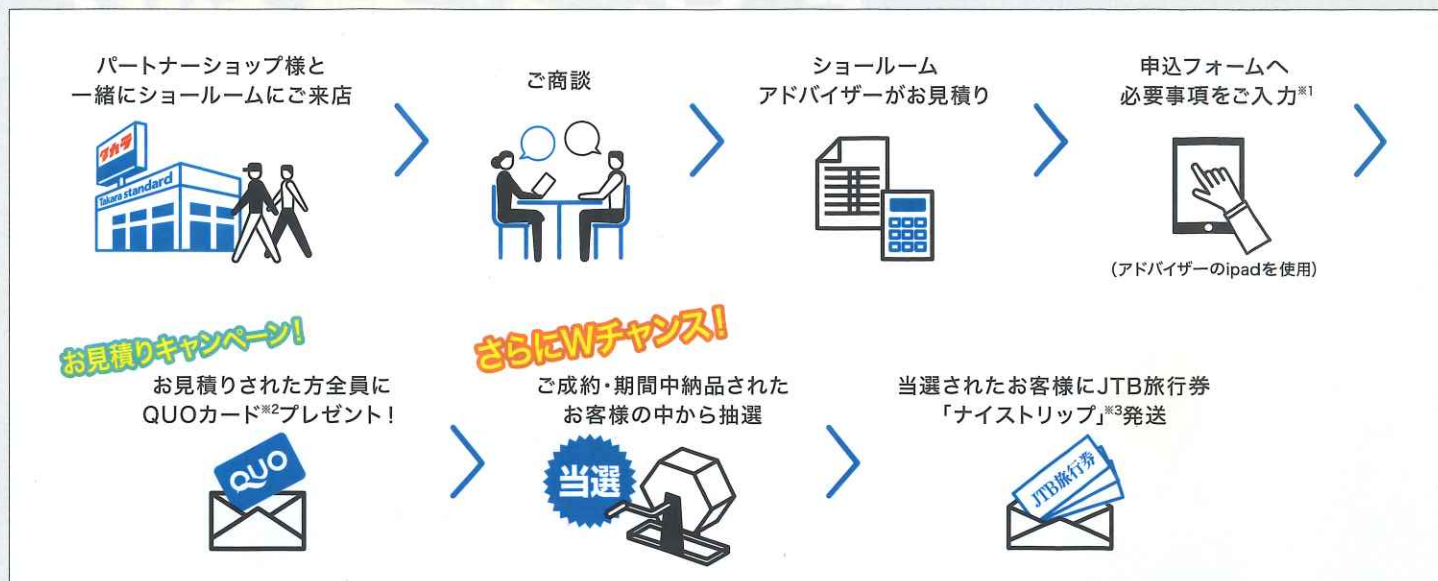 パートナーショップ様と
一緒にショールームにご来店
タカラ
Takara standard
ご商談
ショールーム
アドバイザーがお見積り
申込フォームへ
必要事項をご入力※1
(アドバイザーのipadを使用)
お見積りキャンペーン!
お見積りされた方全員に
QUOカード※2プレゼント!
QUO
さらにWチャンス!
ご成約・期間中納品された
お客様の中から抽選
当選
当選されたお客様にJTB旅行券
「ナイストリップ」※3発送
JTB旅行券